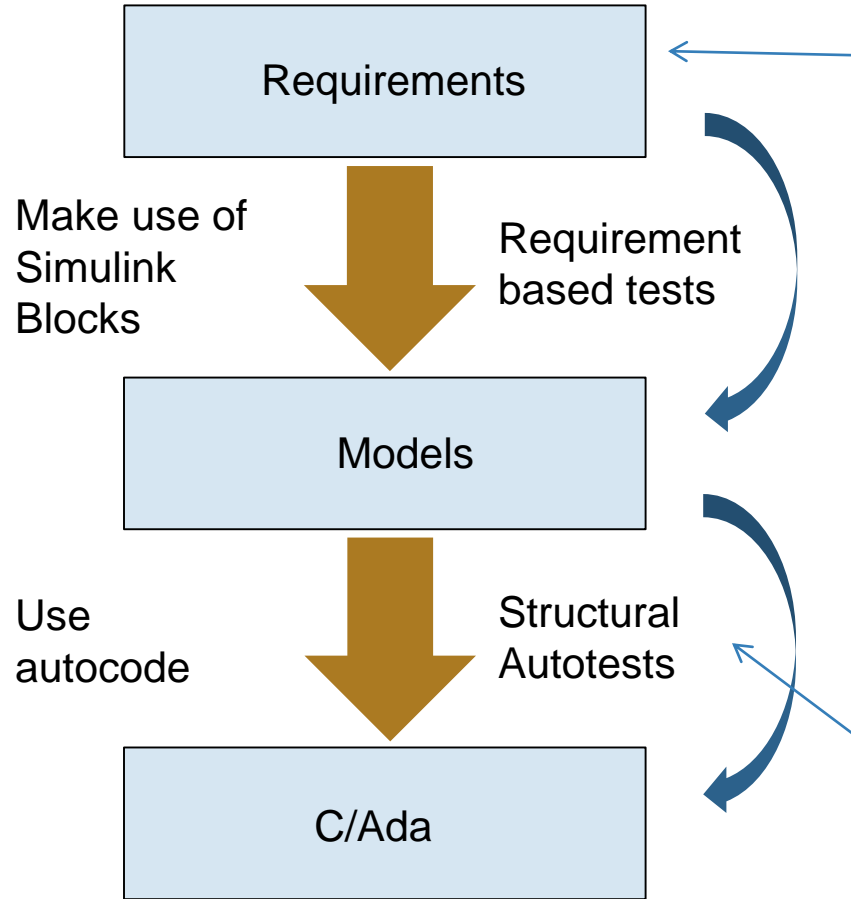 Requirements
Make use of
Simulink
Blocks
Requirement
based tests
Models
Use
autocode
Structural
Autotests
C/Ada